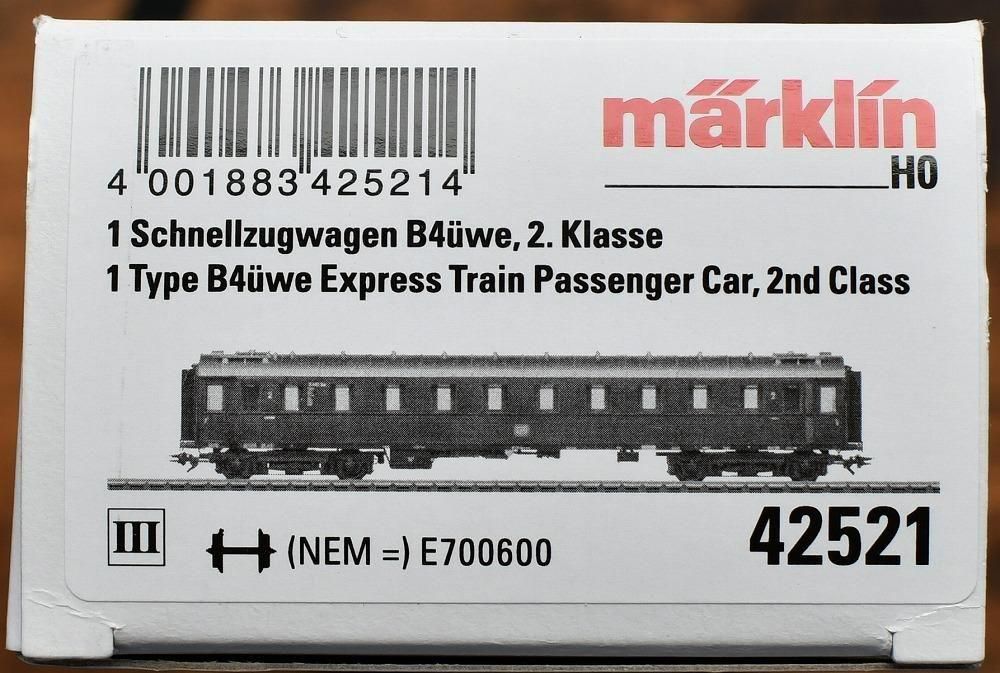 4 001883 425214
märklín
H0
1 Schnellzugwagen B4üwe, 2. Klasse
1 Type B4üwe Express Train Passenger Car, 2nd Class
III
(NEM =) E700600
42521